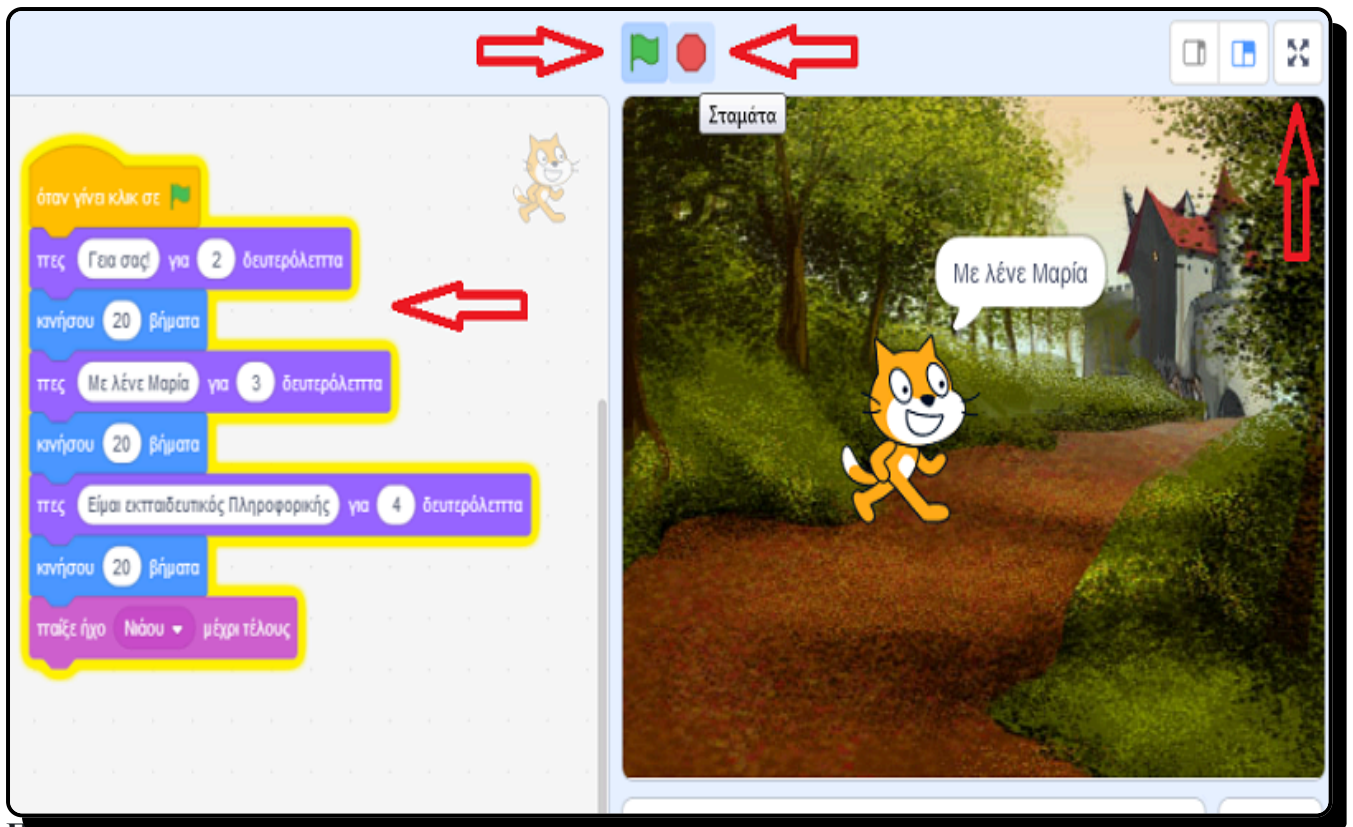 Σταμάτα
όταν γίνει κλικ σε
πες Γεια σας! για 2 δευτερόλεπτα
κινήσου 20 βήματα
πες Με λένε Μαρία για 3 δευτερόλεπτα
κινήσου 20 βήματα
πες Είμαι εκπαιδευτικός Πληροφορικής για 4 δευτερόλεπτα
κινήσου 20 βήματα
παίξε ήχο Νιάου μέχρι τέλους
Με λένε Μαρία